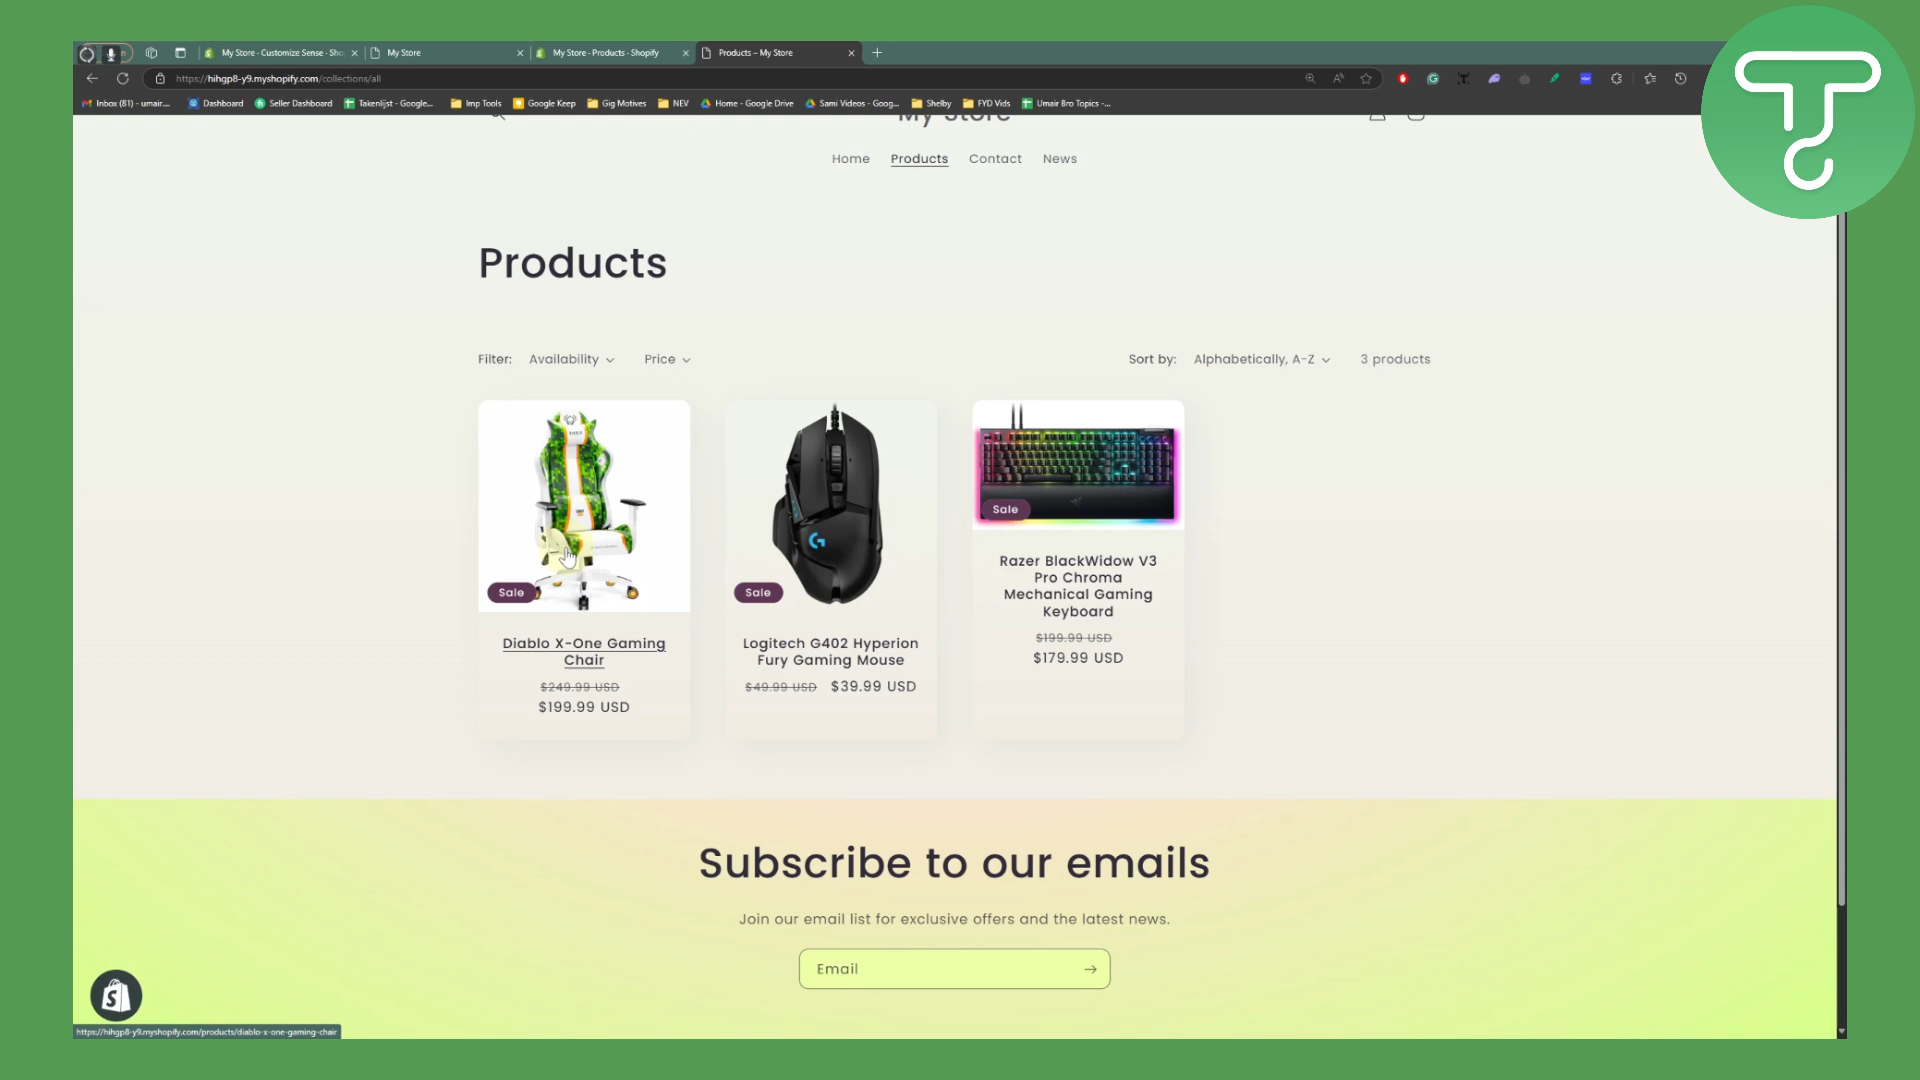 My Store - Customize Sense · Sho
My Store
My Store · Products · Shopify
Products – My Store
https://hihgp8-y9.myshopify.com/collections/all
Inbox (81) - umair....
Dashboard
Seller Dashboard
Takenlijst - Google...
Imp Tools
Google Keep
Gig Motives
NEV
Home - Google Drive
Sami Videos - Goog...
Shelby
FYD Vids
Umair Bro Topics -...
My Store
Home
Products
Contact
News
Products
Filter:
Availability
Price
Sort by:
Alphabetically, A-Z
3 products
Sale
Diablo X-One Gaming
Chair
$249.99 USD
$199.99 USD
Sale
Logitech G402 Hyperion
Fury Gaming Mouse
$49.99 USD $39.99 USD
Sale
Razer BlackWidow V3
Pro Chroma
Mechanical Gaming
Keyboard
$199.99 USD
$179.99 USD
Subscribe to our emails
Join our email list for exclusive offers and the latest news.
Email
https://hihgp8-y9.myshopify.com/products/diablo-x-one-gaming-chair